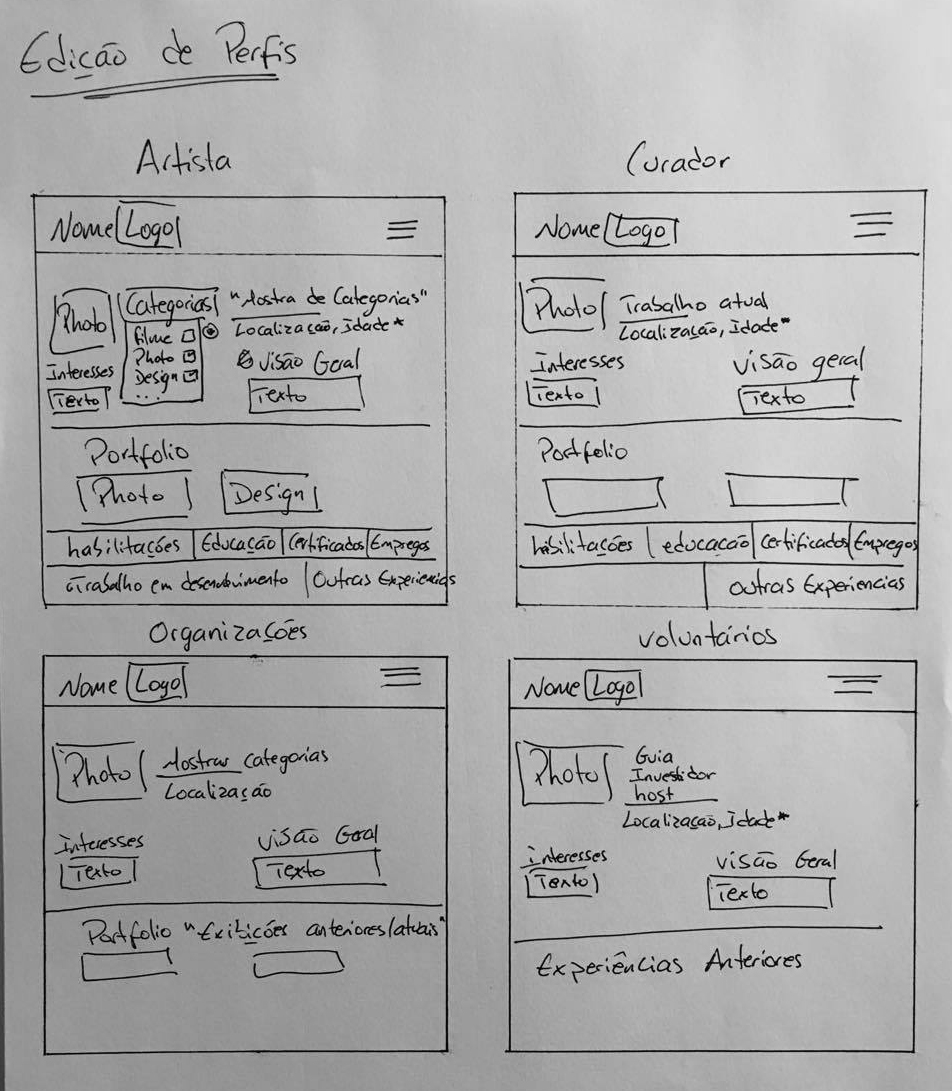 Edição de Perfis
Artista
Nome Logo
Photo
Categorias
"Mostra de Categorias"
Localização, Idade*
Filme
Photo
Design
...
Interesses
Texto
Visão Geral
Texto
Portfolio
Photo
Design
habilitações
Educação
Certificados
Empregos
Trabalho em desenvolvimento
Outras Experiencias
Curador
Nome Logo
Photo
Trabalho atual
Localização, Idade*
Interesses
Texto
Visão geral
Texto
Portfolio
habilitações
educação
Certificados
Empregos
Outras Experiencias
Organizações
Nome Logo
Photo
Mostrar categorias
Localização
Interesses
Texto
Visão Geral
Texto
Portfolio "Exibições anteriores/atuais"
Voluntários
Nome Logo
Photo
Guia
Investidor
host
Localização, Idade*
Interesses
Texto
Visão Geral
Texto
Experiências Anteriores